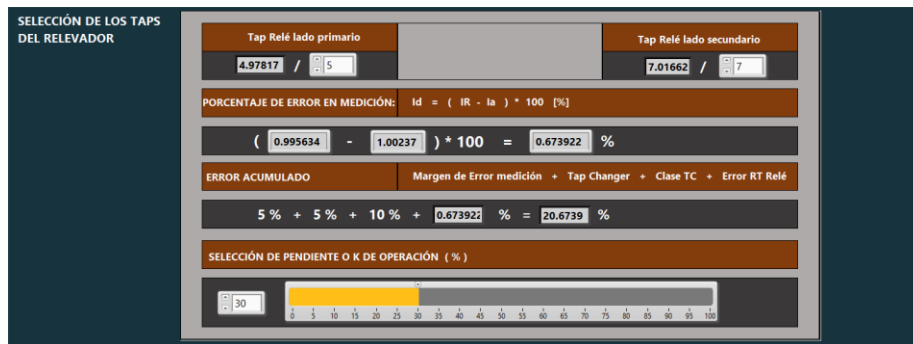 SELECCIÓN DE LOS TAPS
DEL RELEVADOR
Tap Relé lado primario
Tap Relé lado secundario
4.97817 / 5
7.01662 / 7
PORCENTAJE DE ERROR EN MEDICIÓN: Id = ( IR - Ia ) * 100 [%]
( 0.995634 - 1.00237 ) * 100 = 0.673922 %
ERROR ACUMULADO Margen de Error medición + Tap Changer + Clase TC + Error RT Relé
5 % + 5 % + 10 % + 0.673922 % = 20.6739 %
SELECCIÓN DE PENDIENTE O K DE OPERACIÓN ( % )
30
0 5 10 15 20 25 30 35 40 45 50 55 60 65 70 75 80 85 90 95 100